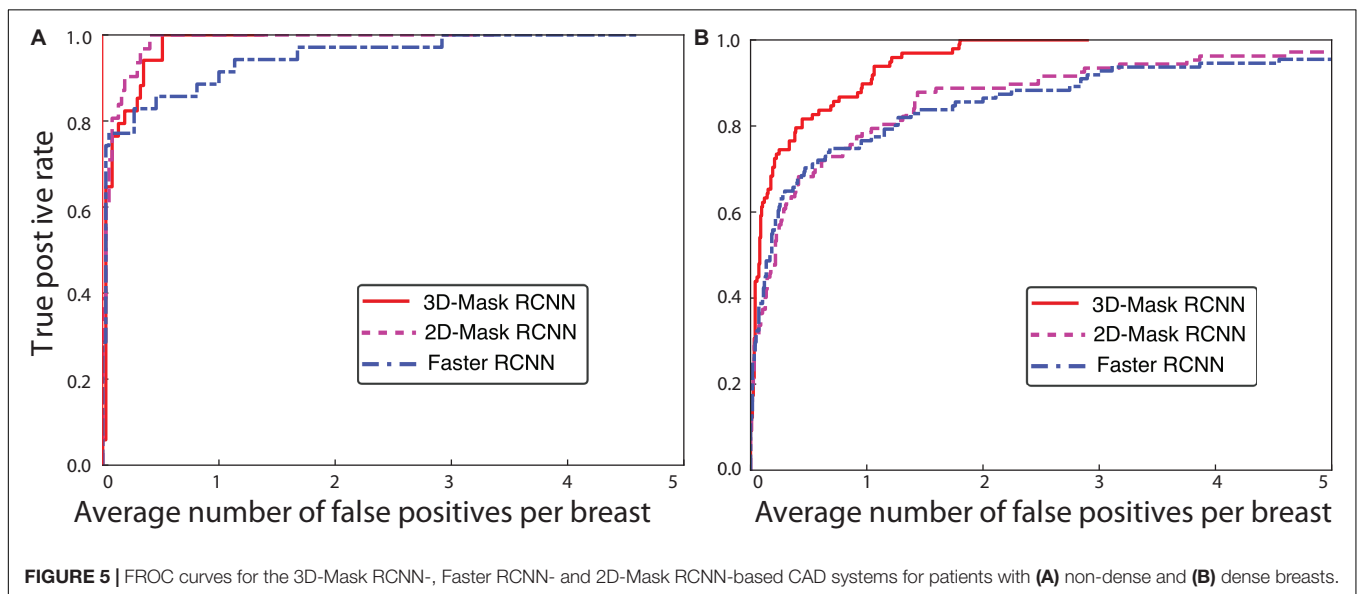 A
True postive rate
1.0
0.8
0.6
0.4
0.2
0.0
0 1 2 3 4 5
Average number of false positives per breast
3D-Mask RCNN
2D-Mask RCNN
Faster RCNN
B
1.0
0.8
0.6
0.4
0.2
0.0
0 1 2 3 4 5
Average number of false positives per breast
3D-Mask RCNN
2D-Mask RCNN
Faster RCNN
FIGURE 5 | FROC curves for the 3D-Mask RCNN-, Faster RCNN- and 2D-Mask RCNN-based CAD systems for patients with (A) non-dense and (B) dense breasts.